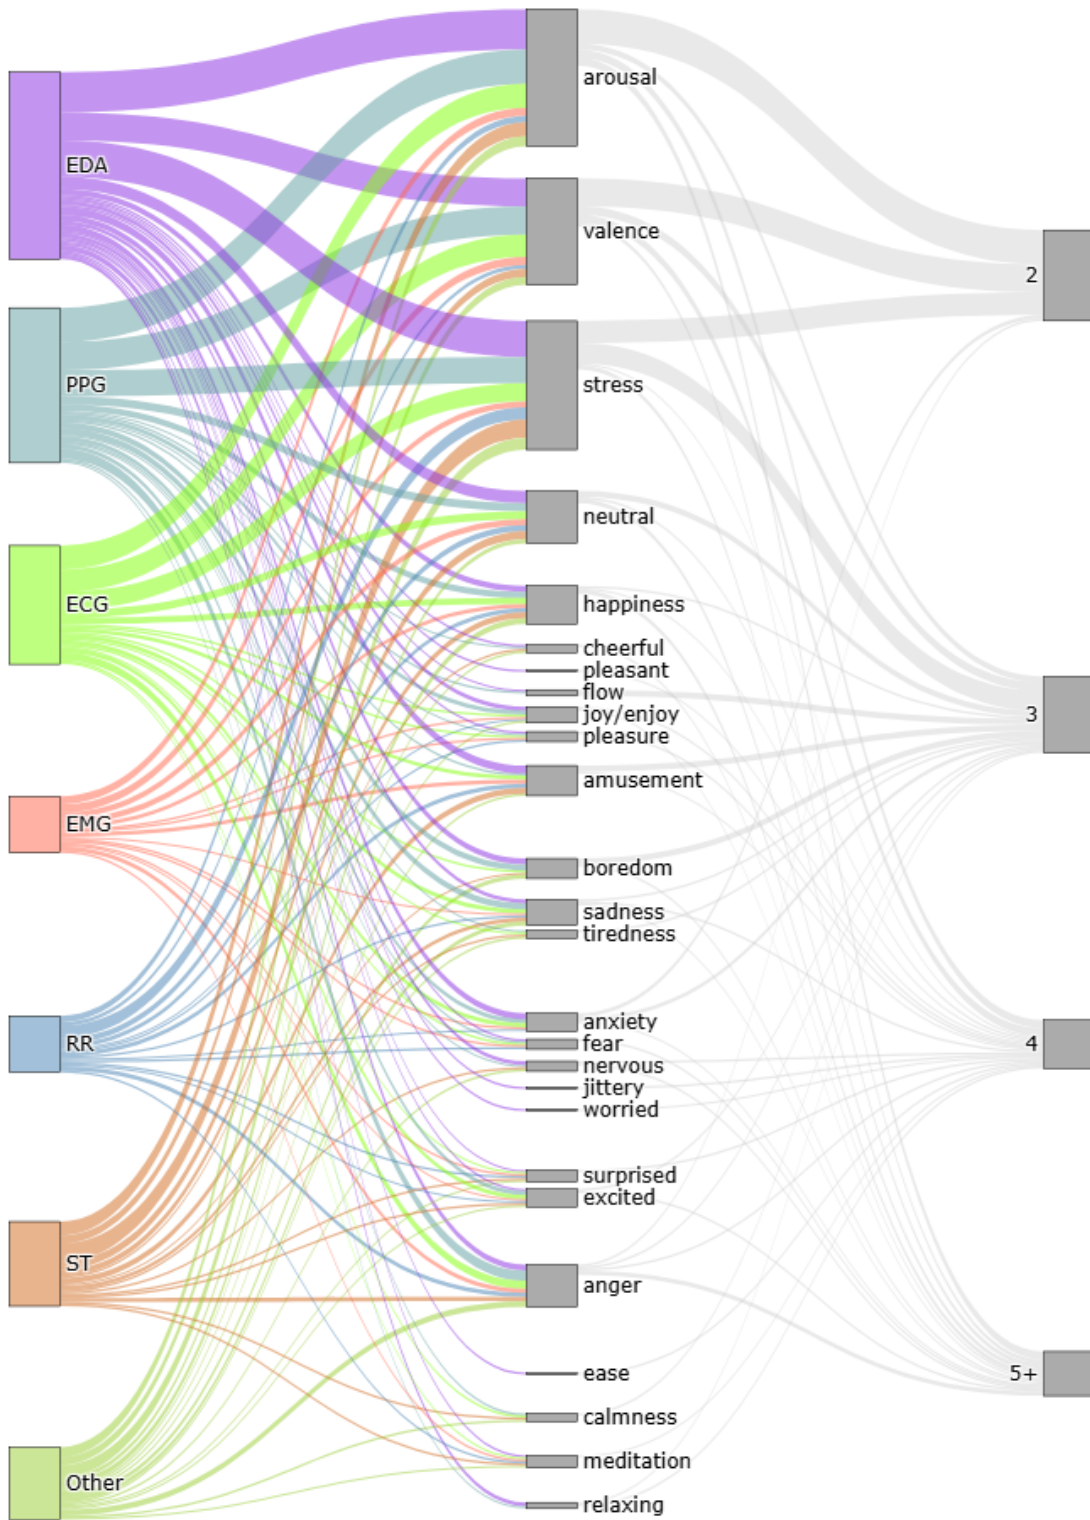 EDA
PPG
ECG
EMG
RR
ST
Other
arousal
valence
stress
neutral
happiness
cheerful
pleasant
flow
joy/enjoy
pleasure
amusement
boredom
sadness
tiredness
anxiety
fear
nervous
jittery
worried
surprised
excited
anger
ease
calmness
meditation
relaxing
2
3
4
5+